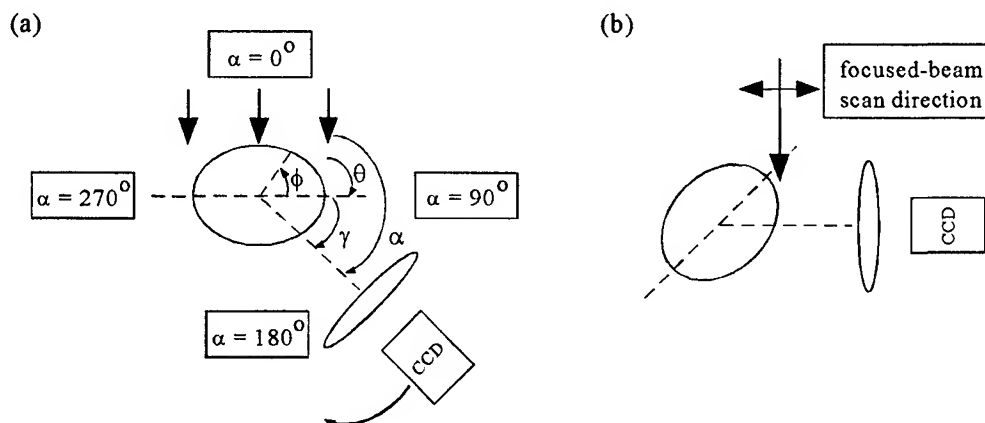 (a)
α = 0°
α = 270°
ϕ
θ
α = 90°
γ
α
α = 180°
CCD
(b)
focused-beam
scan direction
CCD